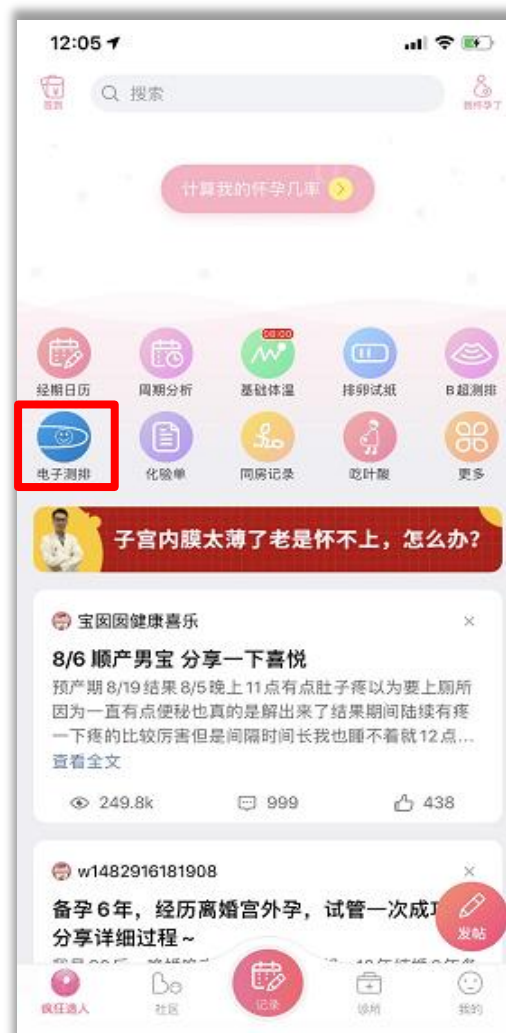 12:05
签到
搜索
我怀孕了
计算我的怀孕几率
00:00
经期日历
周期分析
基础体温
排卵试纸
B超测排
电子测排
化验单
同房记录
吃叶酸
更多
子宫内膜太薄了老是怀不上，怎么办?
宝囡囡健康喜乐
8/6 顺产男宝 分享一下喜悦
预产期8/19结果8/5晚上11点有点肚子疼以为要上厕所
因为一直有点便秘也真的是解出来了结果期间陆续有疼
一下疼的比较厉害但是间隔时间长我也睡不着就12点...
查看全文
249.8k
999
438
w1482916181908
备孕6年，经历离婚宫外孕，试管一次成
分享详细过程~
发帖
疯狂造人
社区
记录
诊所
我的